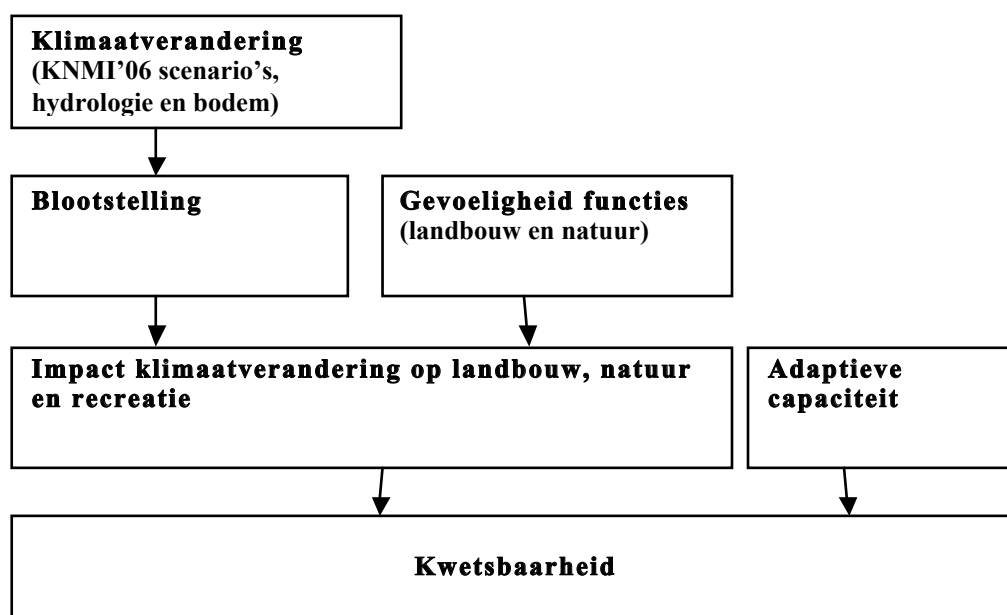 Klimaatverandering
(KNMI’06 scenario’s,
hydrologie en bodem)
Blootstelling
Gevoeligheid functies
(landbouw en natuur)
Impact klimaatverandering op landbouw, natuur
en recreatie
Adaptieve
capaciteit
Kwetsbaarheid